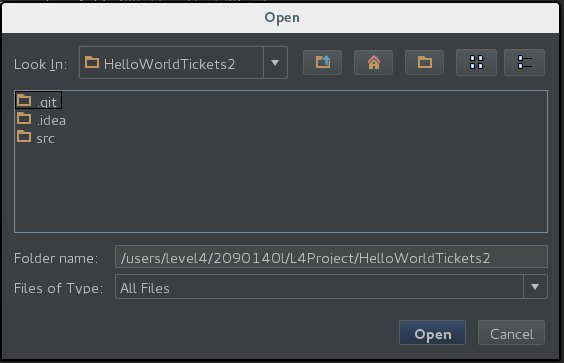 Open
Look In: HelloWorldTickets2
.git
.idea
src
Folder name: /users/level4/2090140l/L4Project/HelloWorldTickets2
Files of Type: All Files
Open Cancel